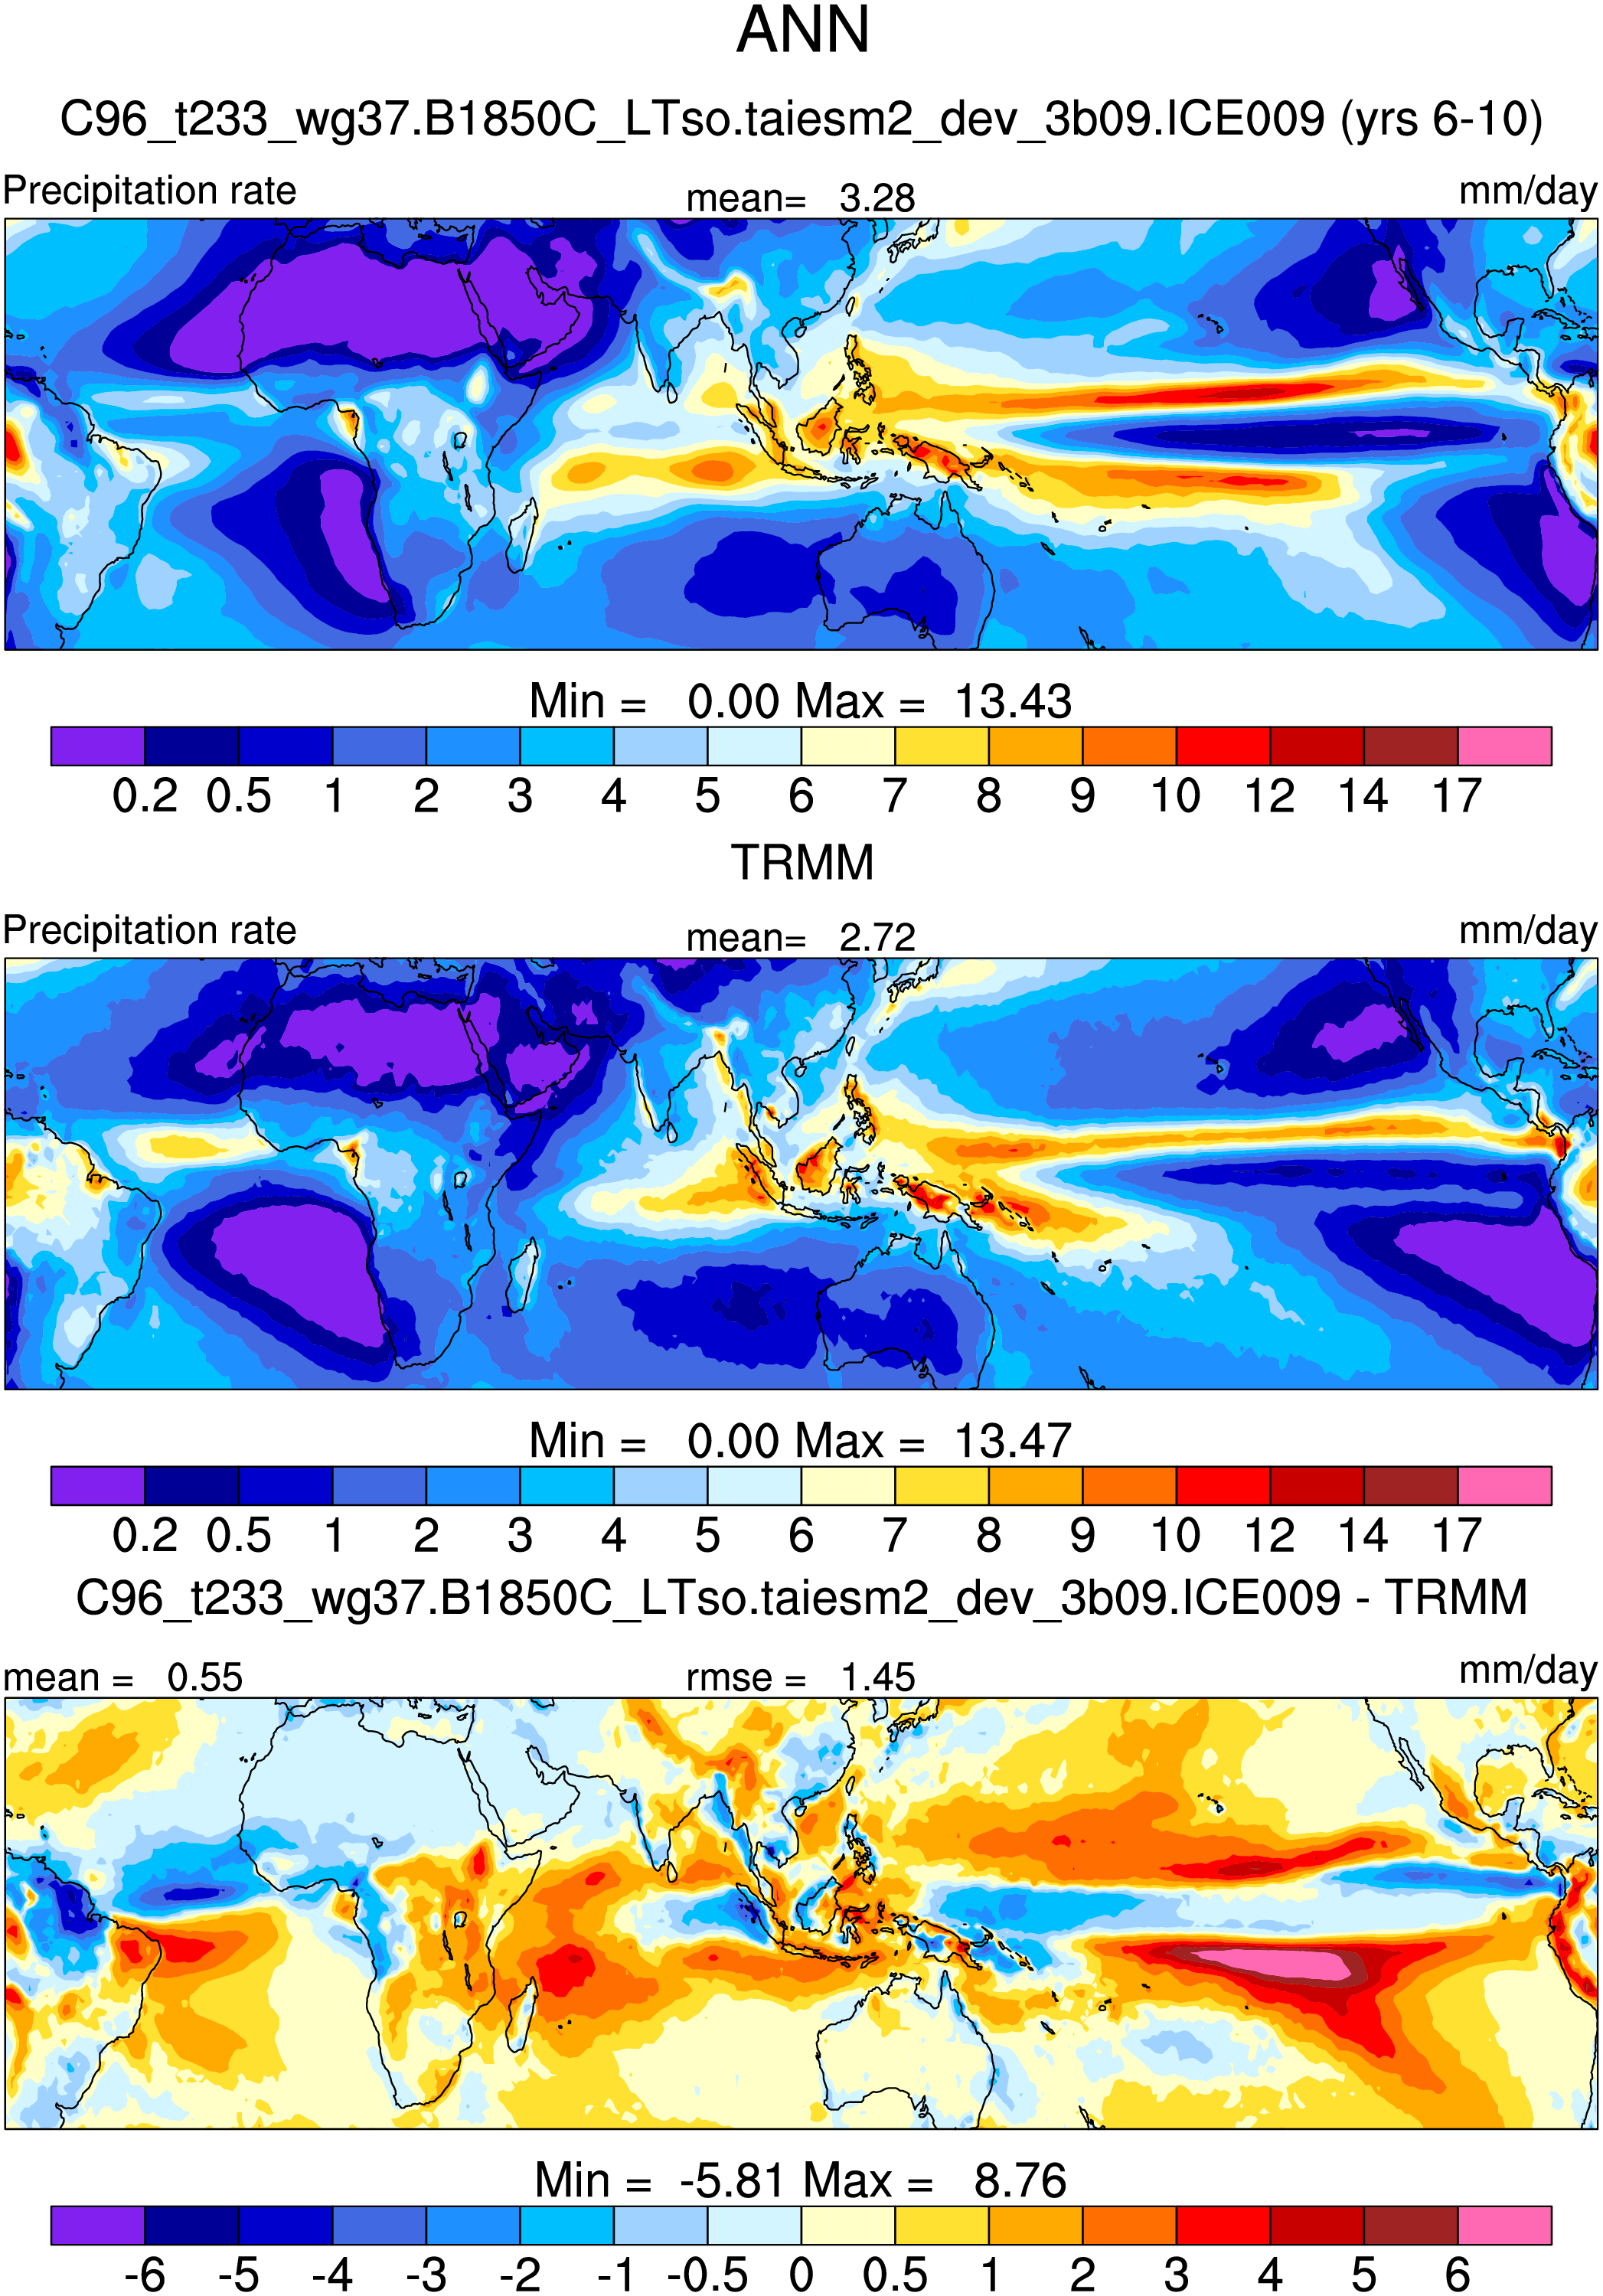 ANN
C96_t233_wg37.B1850C_LTso.taiesm2_dev_3b09.ICE009 (yrs 6-10)
Precipitation rate mean= 3.28 mm/day
Min = 0.00 Max = 13.43
0.2 0.5 1 2 3 4 5 6 7 8 9 10 12 14 17
TRMM
Precipitation rate mean= 2.72 mm/day
Min = 0.00 Max = 13.47
0.2 0.5 1 2 3 4 5 6 7 8 9 10 12 14 17
C96_t233_wg37.B1850C_LTso.taiesm2_dev_3b09.ICE009 - TRMM
mean = 0.55 rmse = 1.45 mm/day
Min = -5.81 Max = 8.76
-6 -5 -4 -3 -2 -1 -0.5 0 0.5 1 2 3 4 5 6